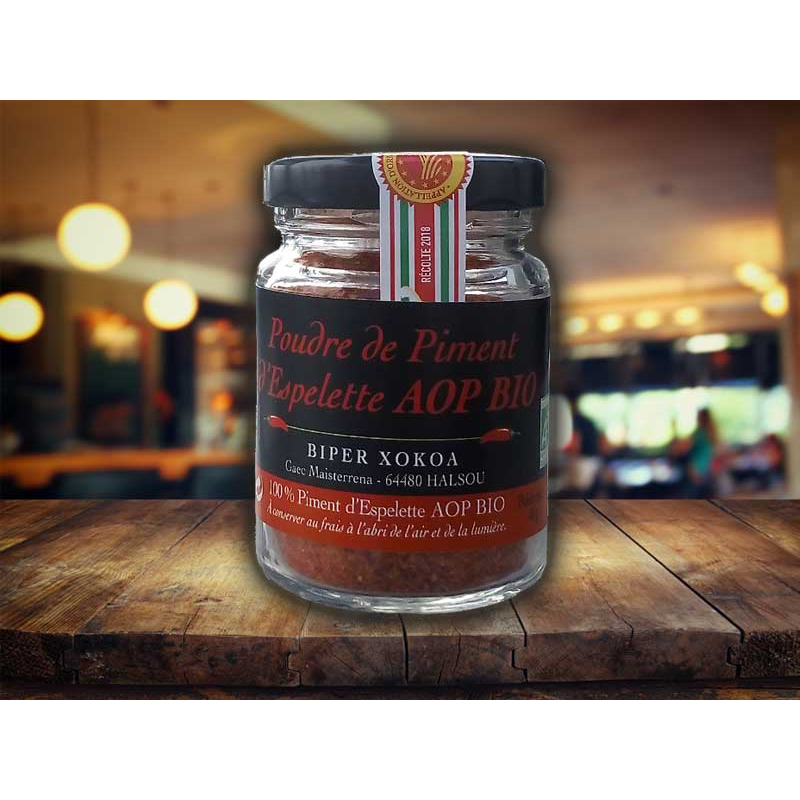 APPELLATION D'OR
RÉCOLTE 2018
Poudre de Piment
d'Espelette AOP BIO
BIPER XOKOA
Gaec Maisterrena - 64480 HALSOU
100 % Piment d'Espelette AOP BIO
A conserver au frais à l'abri de l'air et de la lumière.